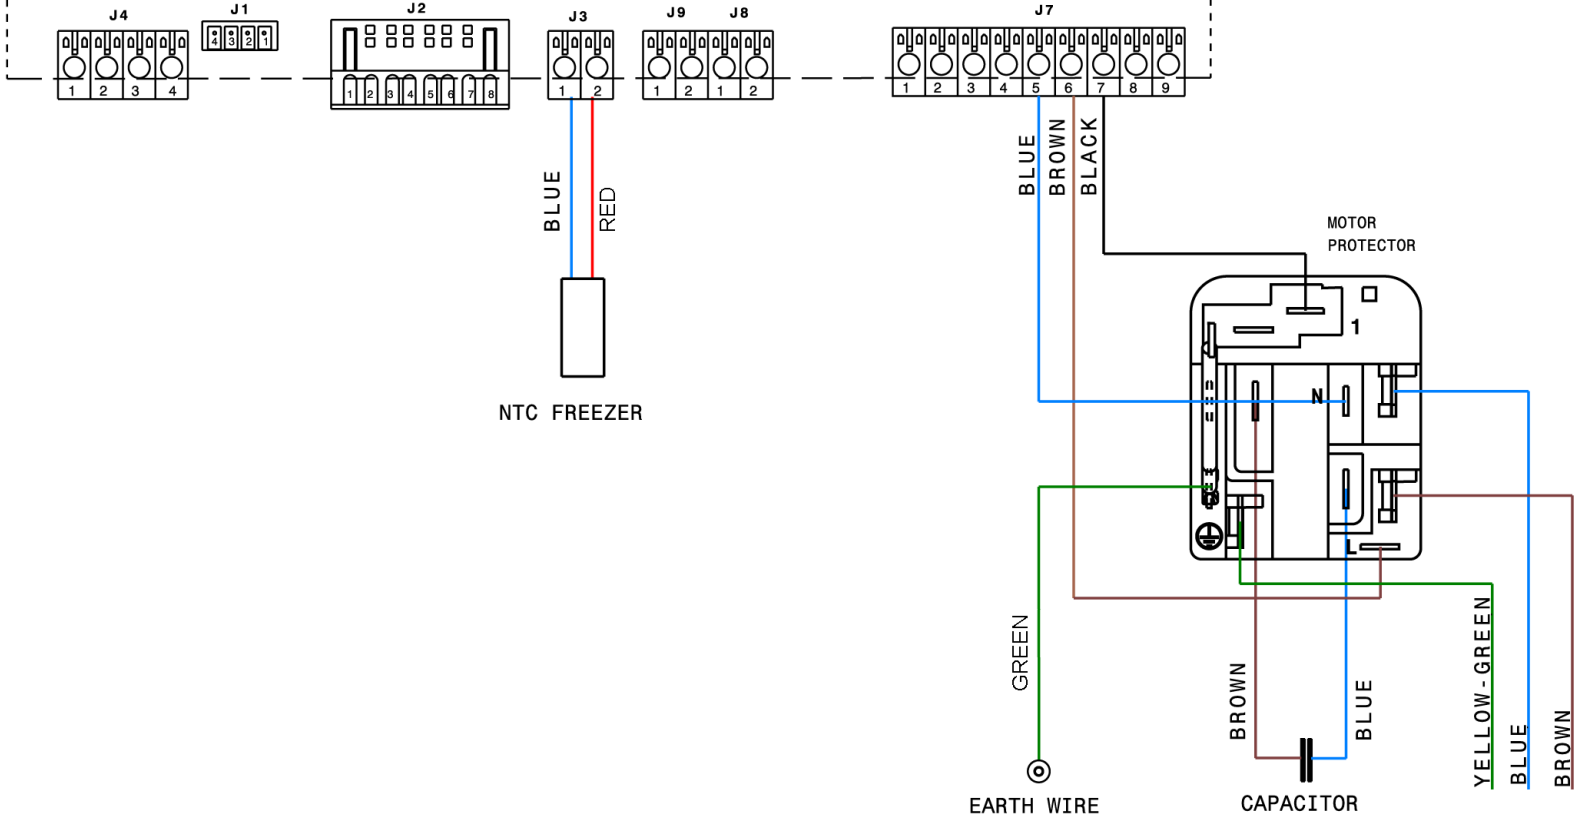 J4
J1
J2
J3
J9 J8
J7
4 3 2 1
1 2 3 4
1 2 3 4 5 6 7 8
1 2
1 2 1 2
1 2 3 4 5 6 7 8 9
BLUE
RED
NTC FREEZER
BLUE
BROWN
BLACK
MOTOR
PROTECTOR
1
N
L
GREEN
EARTH WIRE
BROWN
BLUE
CAPACITOR
YELLOW-GREEN
BLUE
BROWN